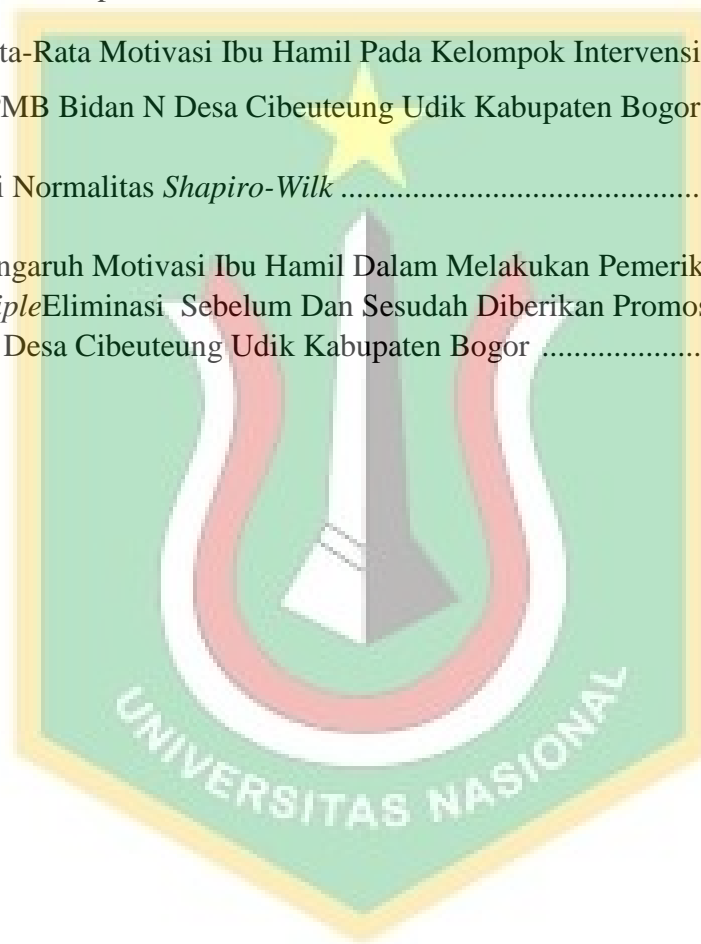 ta-Rata Motivasi Ibu Hamil Pada Kelompok Intervensi
MB Bidan N Desa Cibeuteung Udik Kabupaten Bogor
i Normalitas Shapiro-Wilk ........................................
ngaruh Motivasi Ibu Hamil Dalam Melakukan Pemerik
ipleEliminasi Sebelum Dan Sesudah Diberikan Promos
Desa Cibeuteung Udik Kabupaten Bogor .................
UNIVERSITAS NASIONAL